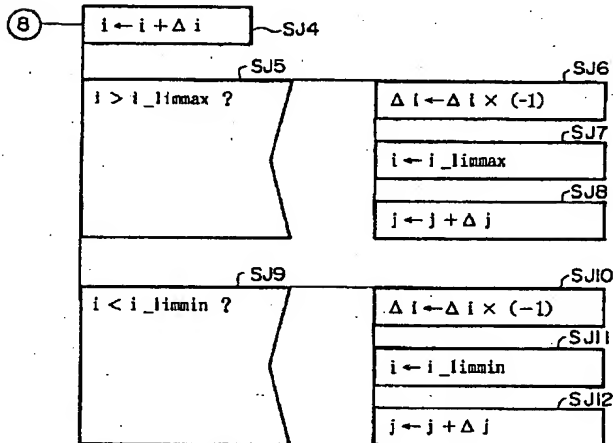 8
i ← i + Δ i
SJ4
SJ5
i > i_limmax ?
SJ6
Δ i ← Δ i × (-1)
SJ7
i ← i_limmax
SJ8
j ← j + Δ j
SJ9
i < i_limmin ?
SJ10
Δ i ← Δ i × (-1)
SJ11
i ← i_limmin
SJ12
j ← j + Δ j